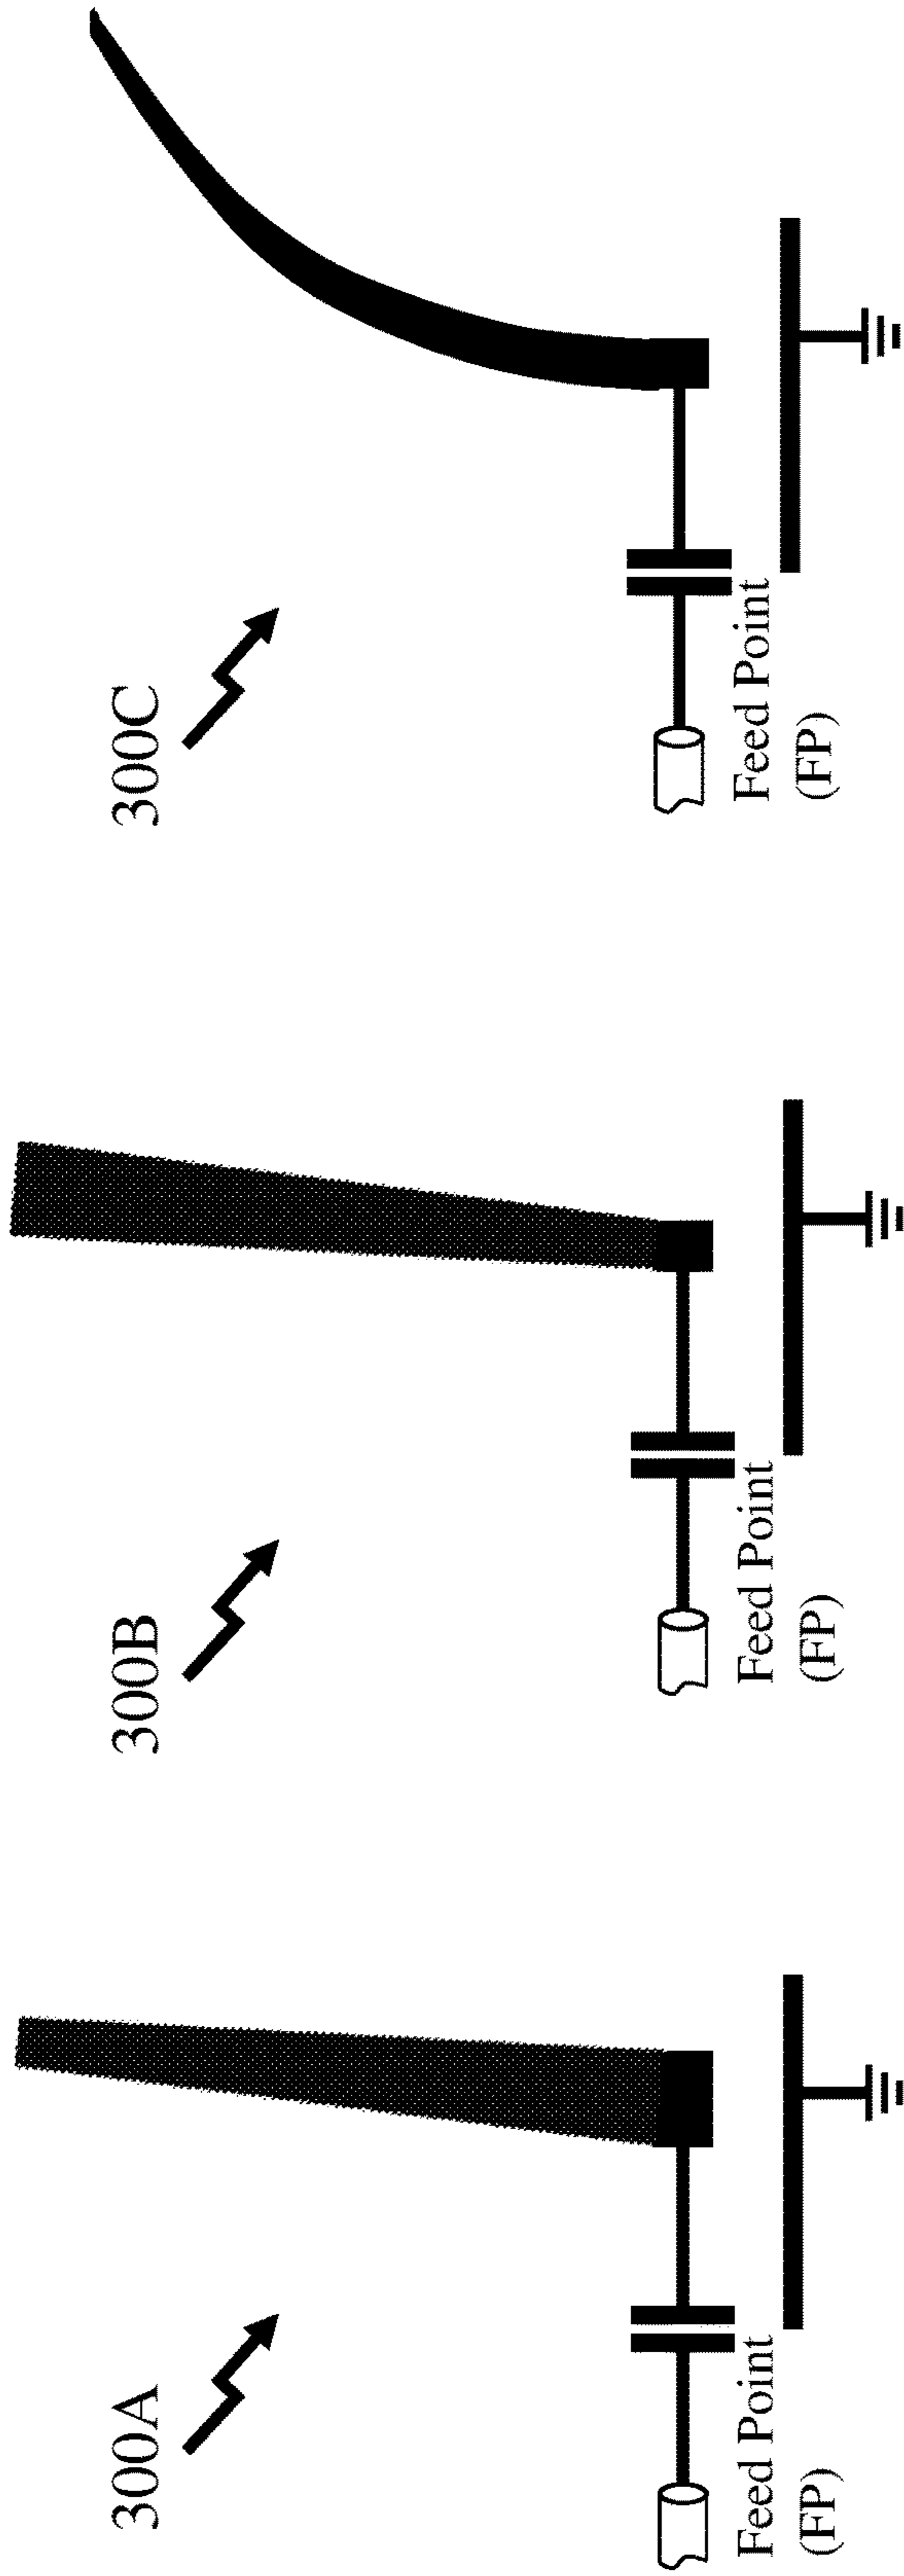 300A
Feed Point
(FP)
300B
Feed Point
(FP)
300C
Feed Point
(FP)